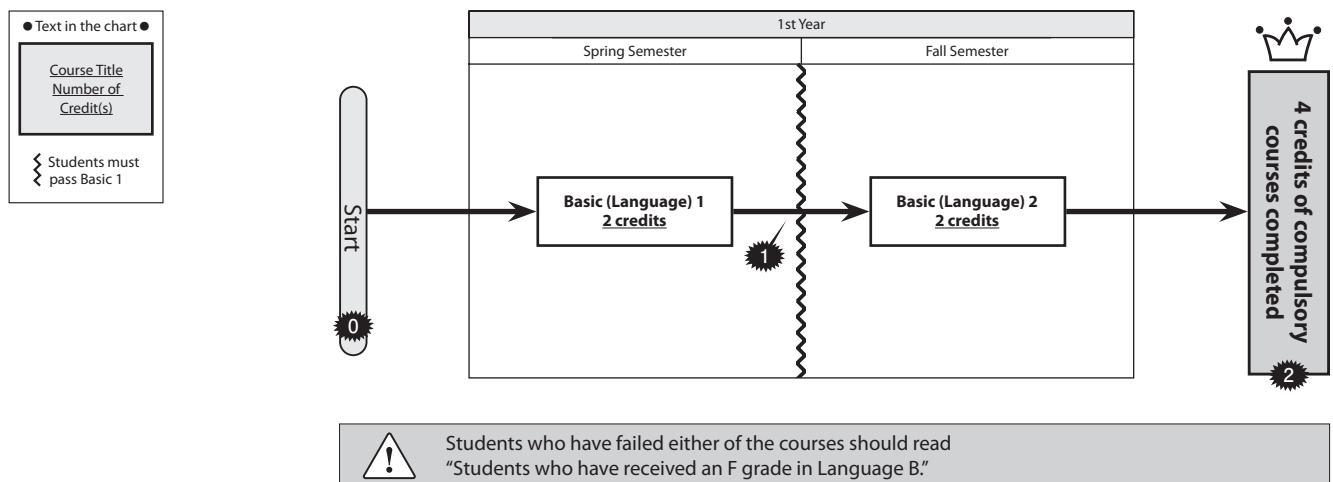 ● Text in the chart ●
Course Title
Number of
Credit(s)
Students must
pass Basic 1
1st Year
Spring Semester
Fall Semester
Start
0
Basic (Language) 1
2 credits
1
Basic (Language) 2
2 credits
4 credits of compulsory
courses completed
2
!
Students who have failed either of the courses should read
“Students who have received an F grade in Language B.”